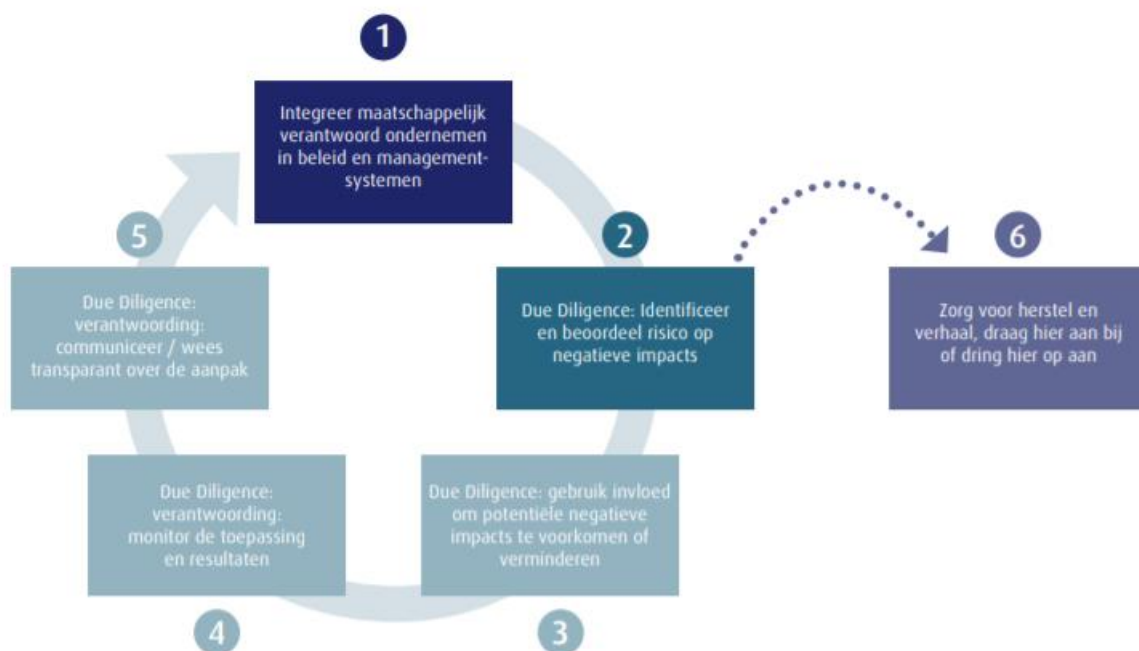 1
Integreer maatschappelijk
verantwoord ondernemen
in beleid en management-
systemen
2
Due Diligence: Identificeer
en beoordeel risico op
negatieve impacts
3
Due Diligence: gebruik invloed
om potentiële negatieve
impacts te voorkomen of
verminderen
4
Due Diligence:
verantwoording:
monitor de toepassing
en resultaten
5
Due Diligence:
verantwoording:
communiceer / wees
transparant over de aanpak
6
Zorg voor herstel en
verhaal, draag hier aan bij
of dring hier op aan